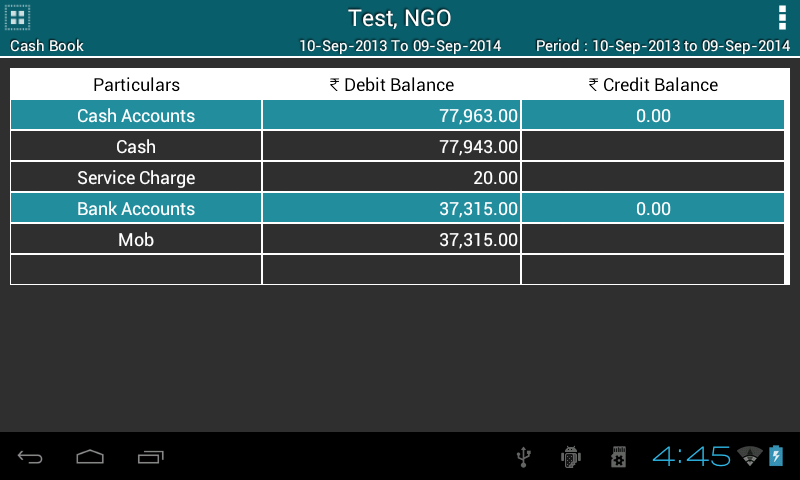 Test, NGO
Cash Book 10-Sep-2013 To 09-Sep-2014 Period : 10-Sep-2013 to 09-Sep-2014
Particulars ₹ Debit Balance ₹ Credit Balance
Cash Accounts 77,963.00 0.00
Cash 77,943.00
Service Charge 20.00
Bank Accounts 37,315.00 0.00
Mob 37,315.00
4:45